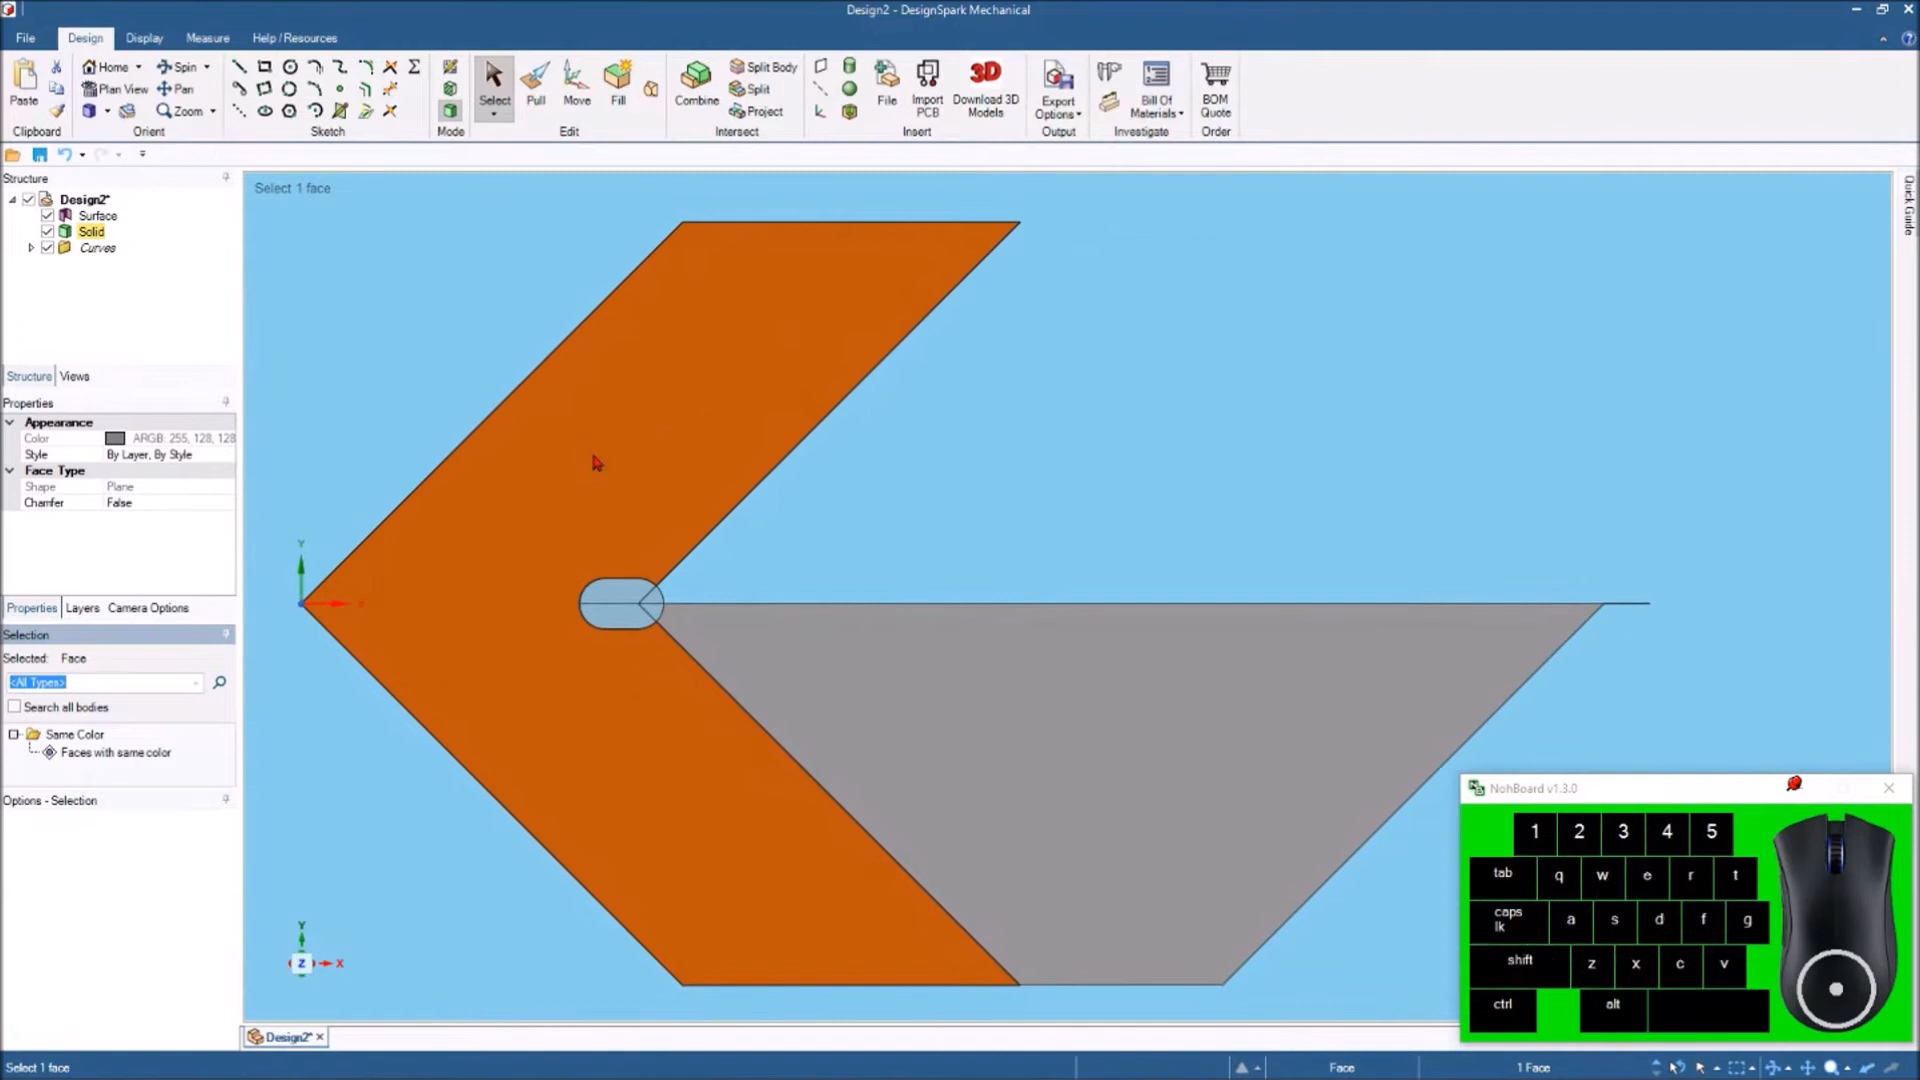 Design2 - DesignSpark Mechanical
File Design Display Measure Help / Resources
Paste
Clipboard
Home Spin
Plan View Pan
Zoom
Orient
Sketch
Mode
Select Pull Move Fill
Edit
Combine
Split Body
Split
Project
Intersect
File Import PCB 3D Download 3D Models
Insert
Export Options
Output
Bill Of Materials
Investigate
BOM Quote
Order
Structure
Design2*
Surface
Solid
Curves
Structure Views
Properties
Appearance
Color ARGB: 255, 128, 128
Style By Layer, By Style
Face Type
Shape Plane
Chamfer False
Properties Layers Camera Options
Selection
Selected: Face
<All Types>
Search all bodies
Same Color
Faces with same color
Options - Selection
Select 1 face
Quick Guide
Y
X
Y
Z X
Design2*
NohBoard v1.3.0
1 2 3 4 5
tab q w e r t
caps lk a s d f g
shift z x c v
ctrl alt
Select 1 face Face 1 Face